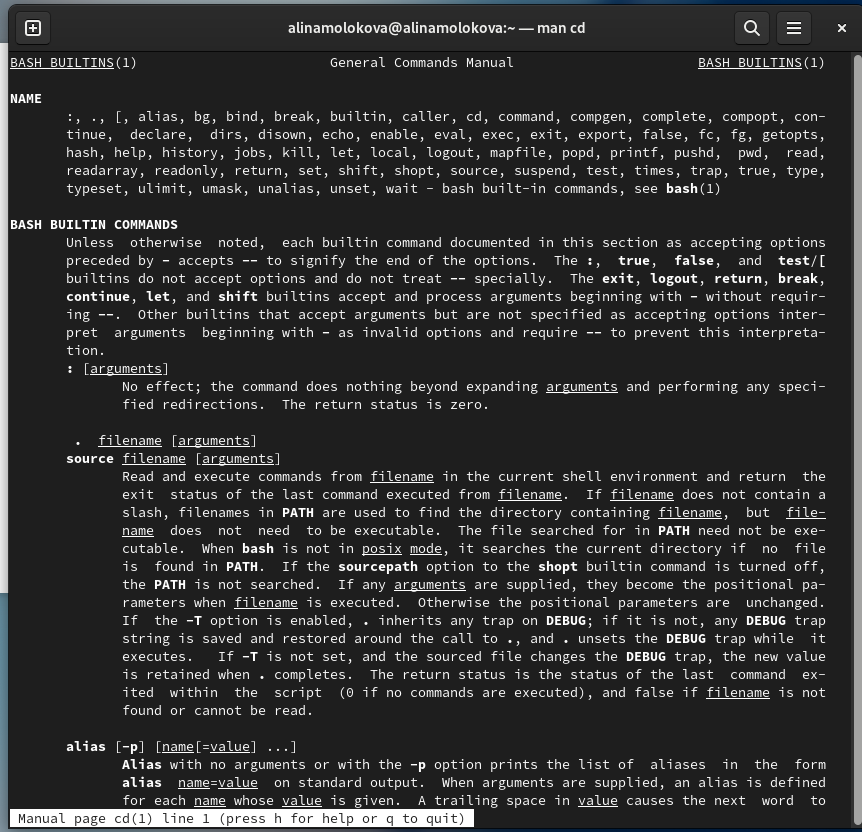 alinamolokova@alinamolokova:~ — man cd
BASH_BUILTINS(1) General Commands Manual BASH_BUILTINS(1)
NAME
:, ., [, alias, bg, bind, break, builtin, caller, cd, command, compgen, complete, compopt, con-
tinue, declare, dirs, disown, echo, enable, eval, exec, exit, export, false, fc, fg, getopts,
hash, help, history, jobs, kill, let, local, logout, mapfile, popd, printf, pushd, pwd, read,
readarray, readonly, return, set, shift, shopt, source, suspend, test, times, trap, true, type,
typeset, ulimit, umask, unalias, unset, wait - bash built-in commands, see bash(1)
BASH BUILTIN COMMANDS
Unless otherwise noted, each builtin command documented in this section as accepting options
preceded by - accepts -- to signify the end of the options. The :, true, false, and test/[
builtins do not accept options and do not treat -- specially. The exit, logout, return, break,
continue, let, and shift builtins accept and process arguments beginning with - without requir-
ing --. Other builtins that accept arguments but are not specified as accepting options inter-
pret arguments beginning with - as invalid options and require -- to prevent this interpreta-
tion.
: [arguments]
No effect; the command does nothing beyond expanding arguments and performing any speci-
fied redirections. The return status is zero.
. filename [arguments]
source filename [arguments]
Read and execute commands from filename in the current shell environment and return the
exit status of the last command executed from filename. If filename does not contain a
slash, filenames in PATH are used to find the directory containing filename, but file-
name does not need to be executable. The file searched for in PATH need not be exe-
cutable. When bash is not in posix mode, it searches the current directory if no file
is found in PATH. If the sourcepath option to the shopt builtin command is turned off,
the PATH is not searched. If any arguments are supplied, they become the positional pa-
rameters when filename is executed. Otherwise the positional parameters are unchanged.
If the -T option is enabled, . inherits any trap on DEBUG; if it is not, any DEBUG trap
string is saved and restored around the call to ., and . unsets the DEBUG trap while it
executes. If -T is not set, and the sourced file changes the DEBUG trap, the new value
is retained when . completes. The return status is the status of the last command ex-
ited within the script (0 if no commands are executed), and false if filename is not
found or cannot be read.
alias [-p] [name[=value] ...]
Alias with no arguments or with the -p option prints the list of aliases in the form
alias name=value on standard output. When arguments are supplied, an alias is defined
for each name whose value is given. A trailing space in value causes the next word to
Manual page cd(1) line 1 (press h for help or q to quit)